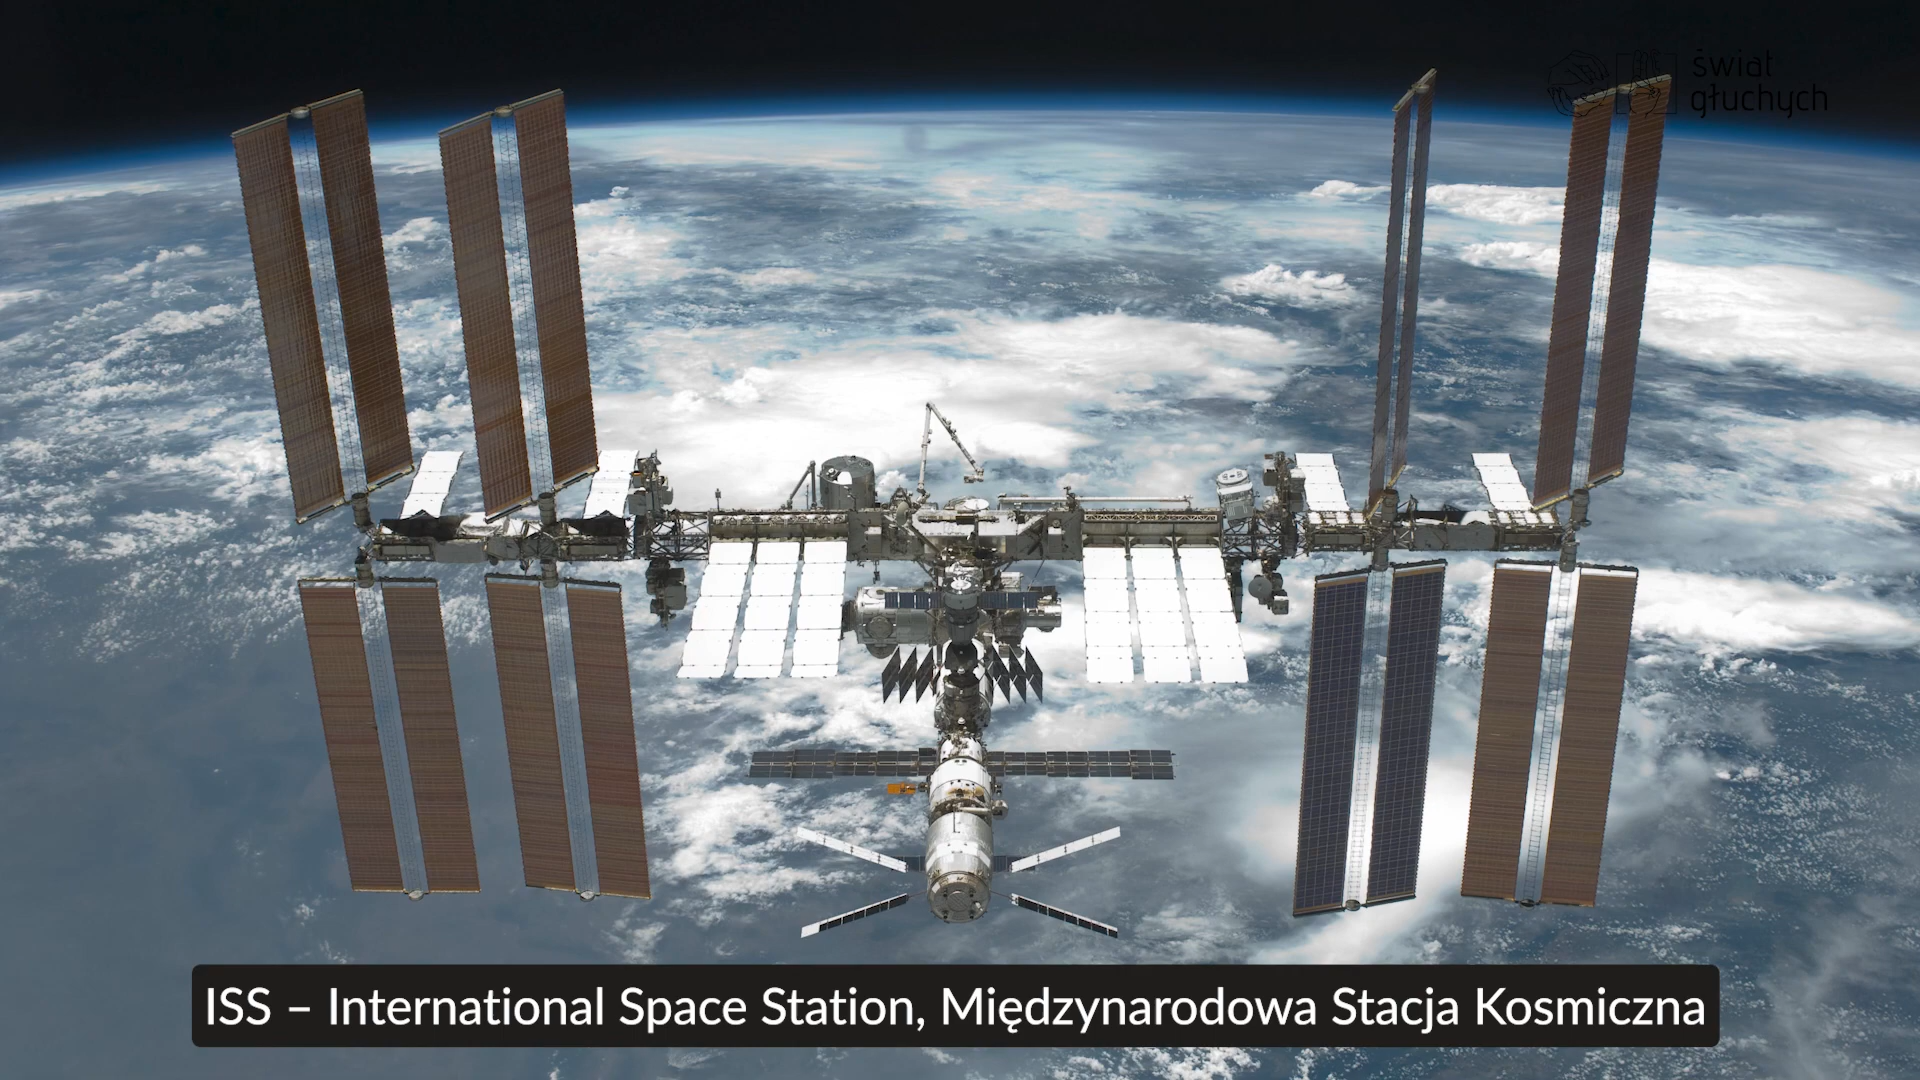 świat
głuchych
ISS – International Space Station, Międzynarodowa Stacja Kosmiczna